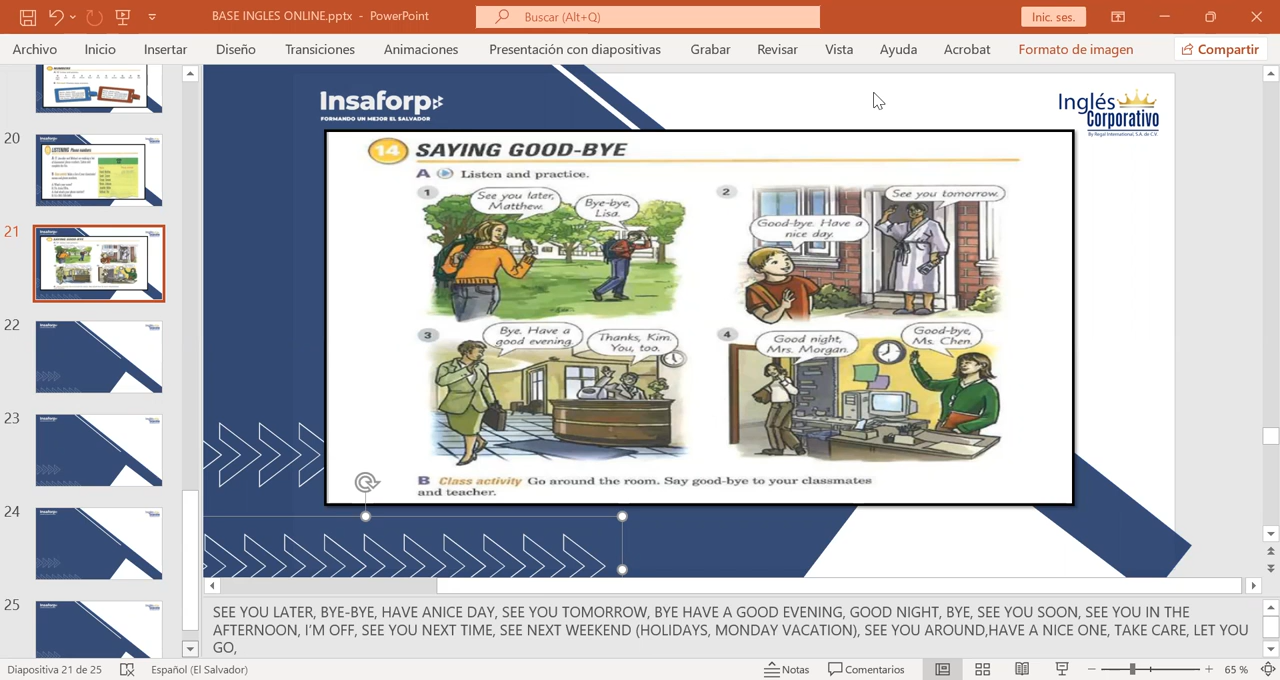 BASE INGLES ONLINE.pptx - PowerPoint
Buscar (Alt+Q)
Inic. ses.
Archivo Inicio Insertar Diseño Transiciones Animaciones Presentación con diapositivas Grabar Revisar Vista Ayuda Acrobat Formato de imagen Compartir
20
LISTENING
21
22
23
24
25
Insaforp
FORMANDO UN MEJOR EL SALVADOR
Inglés
Corporativo
By Regal International, S.A. de C.V.
14 SAYING GOOD-BYE
A Listen and practice.
1
See you later,
Matthew.
Bye-bye,
Lisa.
2
See you tomorrow.
Good-bye. Have a
nice day.
3
Bye. Have a
good evening.
Thanks, Kim.
You, too.
4
Good night,
Mrs. Morgan.
Good-bye,
Ms. Chen.
B Class activity Go around the room. Say good-bye to your classmates
and teacher.
SEE YOU LATER, BYE-BYE, HAVE ANICE DAY, SEE YOU TOMORROW, BYE HAVE A GOOD EVENING, GOOD NIGHT, BYE, SEE YOU SOON, SEE YOU IN THE
AFTERNOON, I'M OFF, SEE YOU NEXT TIME, SEE NEXT WEEKEND (HOLIDAYS, MONDAY VACATION), SEE YOU AROUND,HAVE A NICE ONE, TAKE CARE, LET YOU
GO,
Diapositiva 21 de 25 Español (El Salvador) Notas Comentarios 65 %